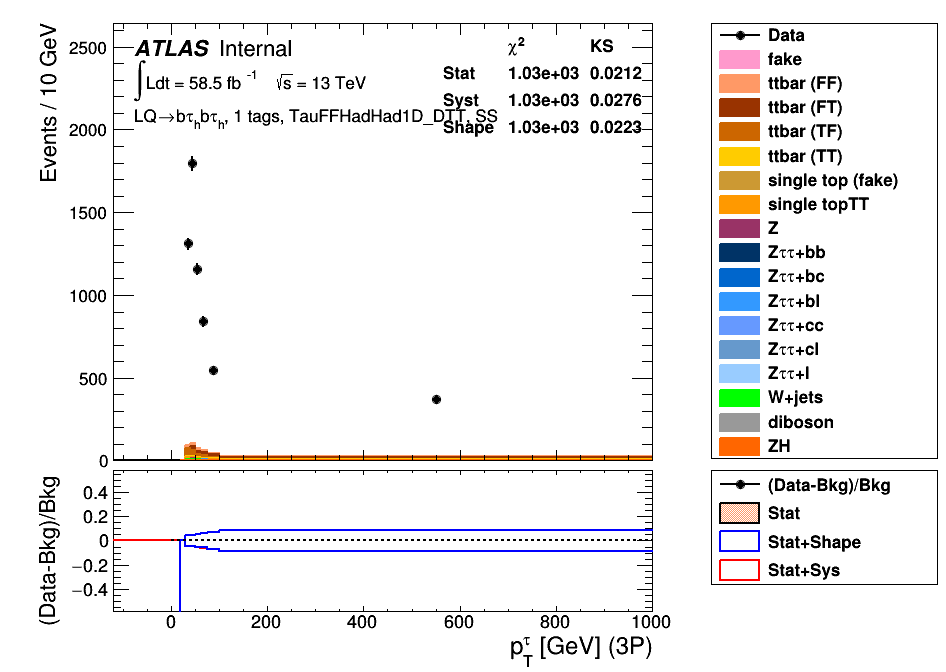 Events / 10 GeV
2500
2000
1500
1000
500
0
ATLAS Internal
∫Ldt = 58.5 fb⁻¹ √s = 13 TeV
LQ→bτₕbτₕ, 1 tags, TauFFHadHad1D_DTT, SS
χ² KS
Stat 1.03e+03 0.0212
Syst 1.03e+03 0.0276
Shape 1.03e+03 0.0223
Data
fake
ttbar (FF)
ttbar (FT)
ttbar (TF)
ttbar (TT)
single top (fake)
single topTT
Z
Zττ+bb
Zττ+bc
Zττ+bl
Zττ+cc
Zττ+cl
Zττ+l
W+jets
diboson
ZH
(Data-Bkg)/Bkg
0.4
0.2
0
−0.2
−0.4
0 200 400 600 800 1000
p_T^τ [GeV] (3P)
(Data-Bkg)/Bkg
Stat
Stat+Shape
Stat+Sys